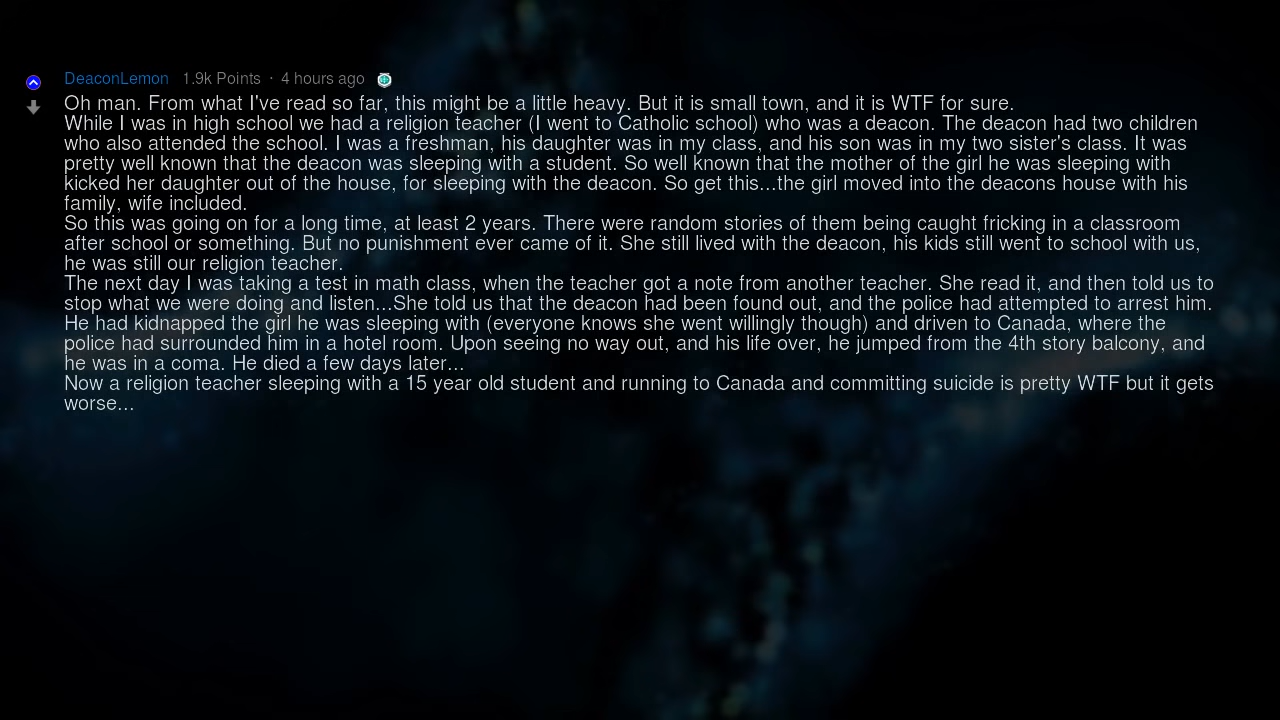 DeaconLemon 1.9k Points · 4 hours ago
Oh man. From what I've read so far, this might be a little heavy. But it is small town, and it is WTF for sure.
While I was in high school we had a religion teacher (I went to Catholic school) who was a deacon. The deacon had two children
who also attended the school. I was a freshman, his daughter was in my class, and his son was in my two sister's class. It was
pretty well known that the deacon was sleeping with a student. So well known that the mother of the girl he was sleeping with
kicked her daughter out of the house, for sleeping with the deacon. So get this...the girl moved into the deacons house with his
family, wife included.
So this was going on for a long time, at least 2 years. There were random stories of them being caught fricking in a classroom
after school or something. But no punishment ever came of it. She still lived with the deacon, his kids still went to school with us,
he was still our religion teacher.
The next day I was taking a test in math class, when the teacher got a note from another teacher. She read it, and then told us to
stop what we were doing and listen...She told us that the deacon had been found out, and the police had attempted to arrest him.
He had kidnapped the girl he was sleeping with (everyone knows she went willingly though) and driven to Canada, where the
police had surrounded him in a hotel room. Upon seeing no way out, and his life over, he jumped from the 4th story balcony, and
he was in a coma. He died a few days later...
Now a religion teacher sleeping with a 15 year old student and running to Canada and committing suicide is pretty WTF but it gets
worse...